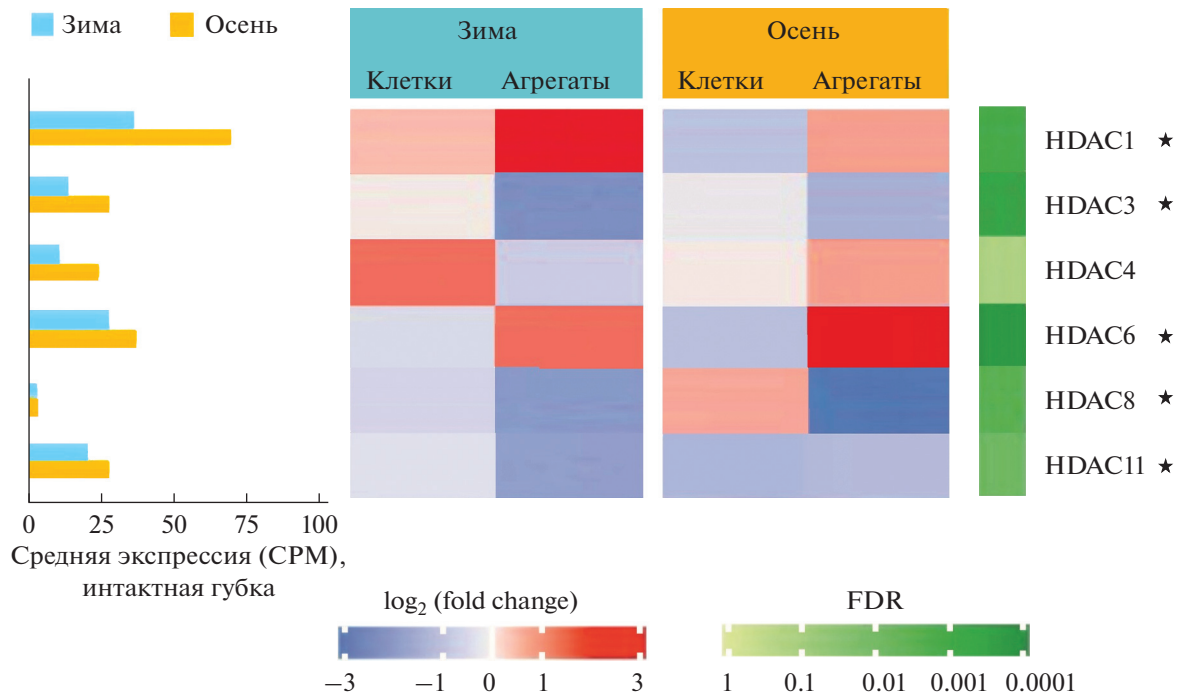 Зима Осень
Зима Осень
Клетки Агрегаты Клетки Агрегаты
HDAC1 ★
HDAC3 ★
HDAC4
HDAC6 ★
HDAC8 ★
HDAC11 ★
0 25 50 75 100
Средняя экспрессия (CPM),
интактная губка
log₂ (fold change) FDR
−3 −1 0 1 3 1 0.1 0.01 0.001 0.0001